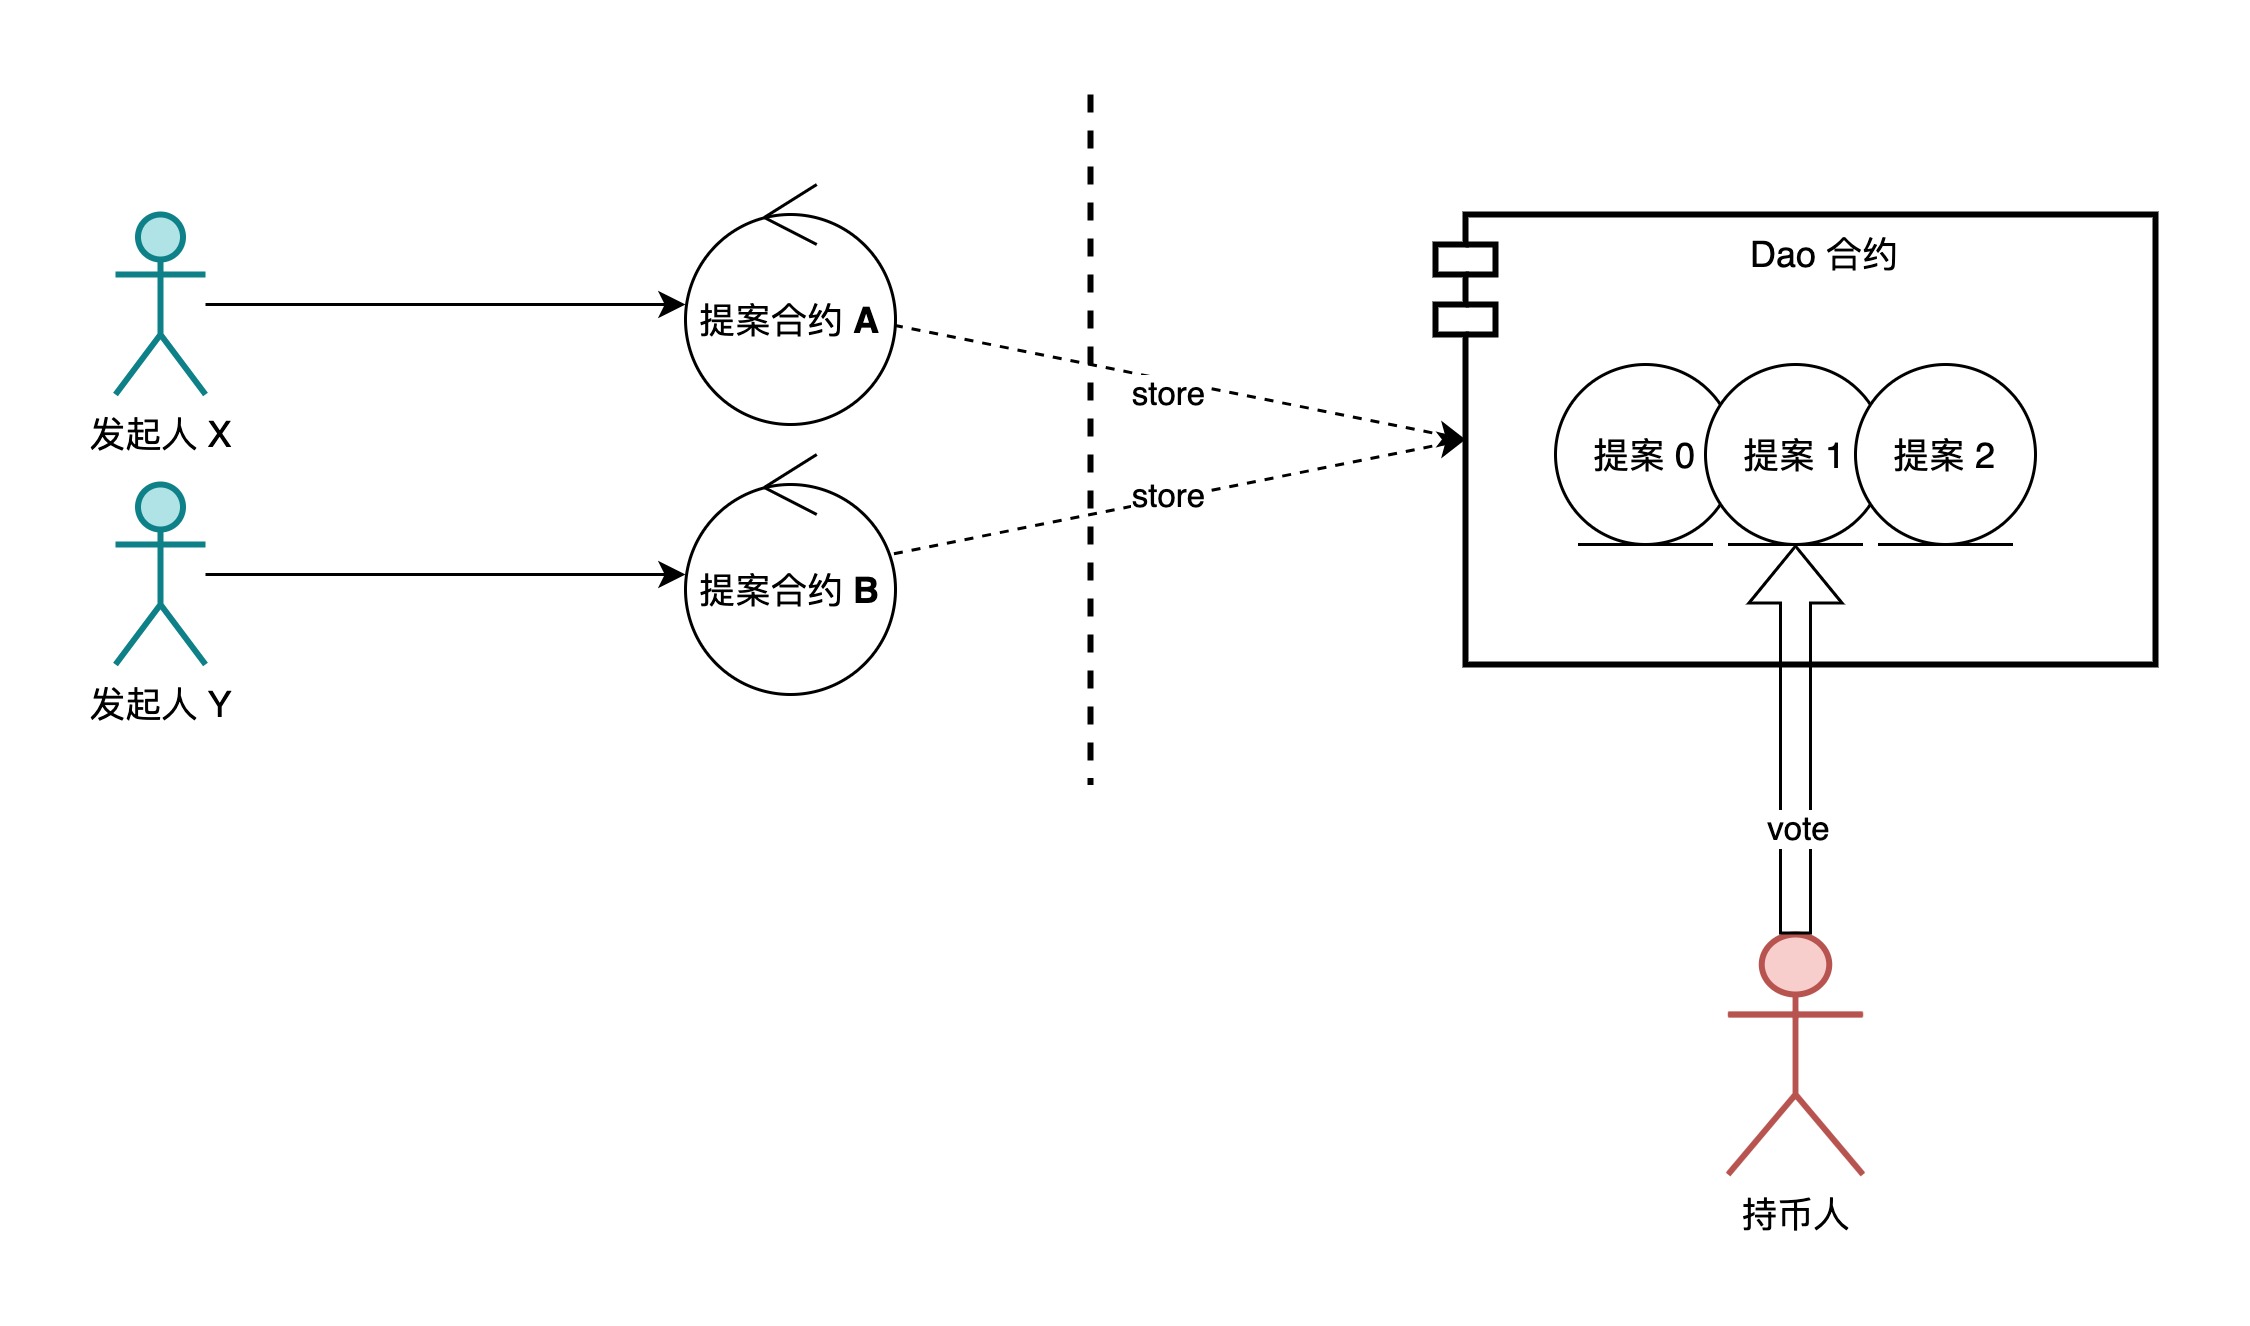 Dao 合约
提案合约 A
store
发起人 X
提案 0
提案 1
提案 2
store
提案合约 B
发起人 Y
vote
持币人